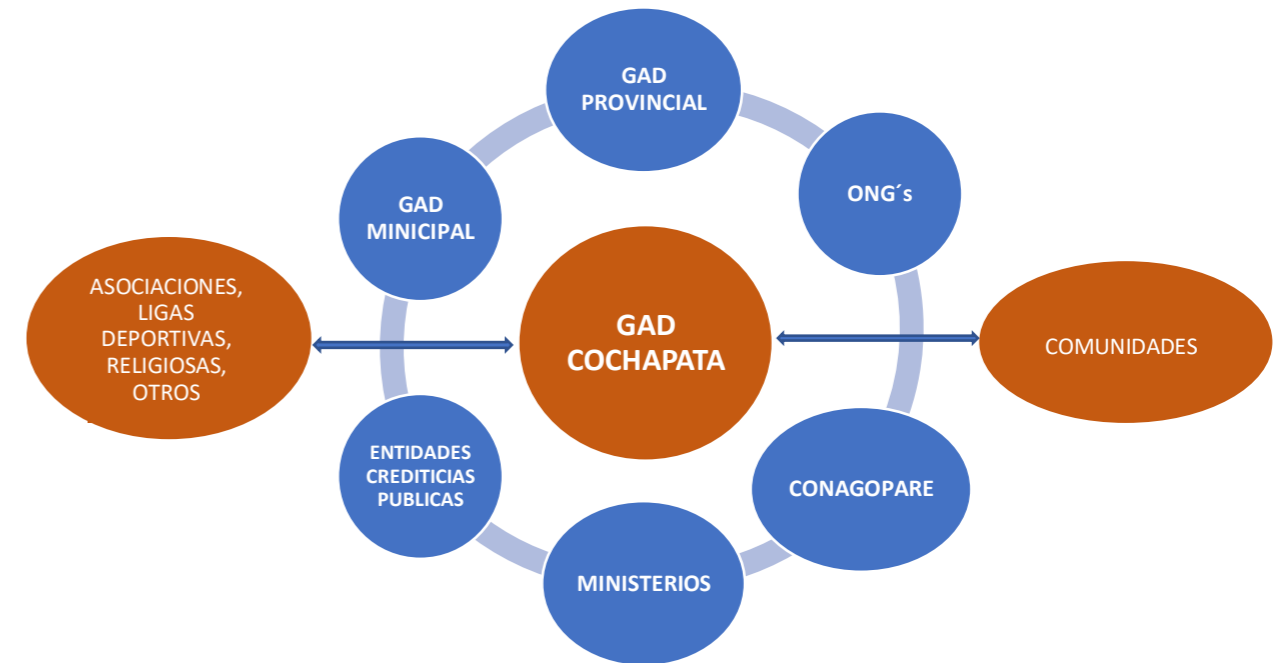 GAD
PROVINCIAL
ONG´s
GAD
MINICIPAL
ASOCIACIONES,
LIGAS
DEPORTIVAS,
RELIGIOSAS,
OTROS
GAD
COCHAPATA
COMUNIDADES
ENTIDADES
CREDITICIAS
PUBLICAS
CONAGOPARE
MINISTERIOS